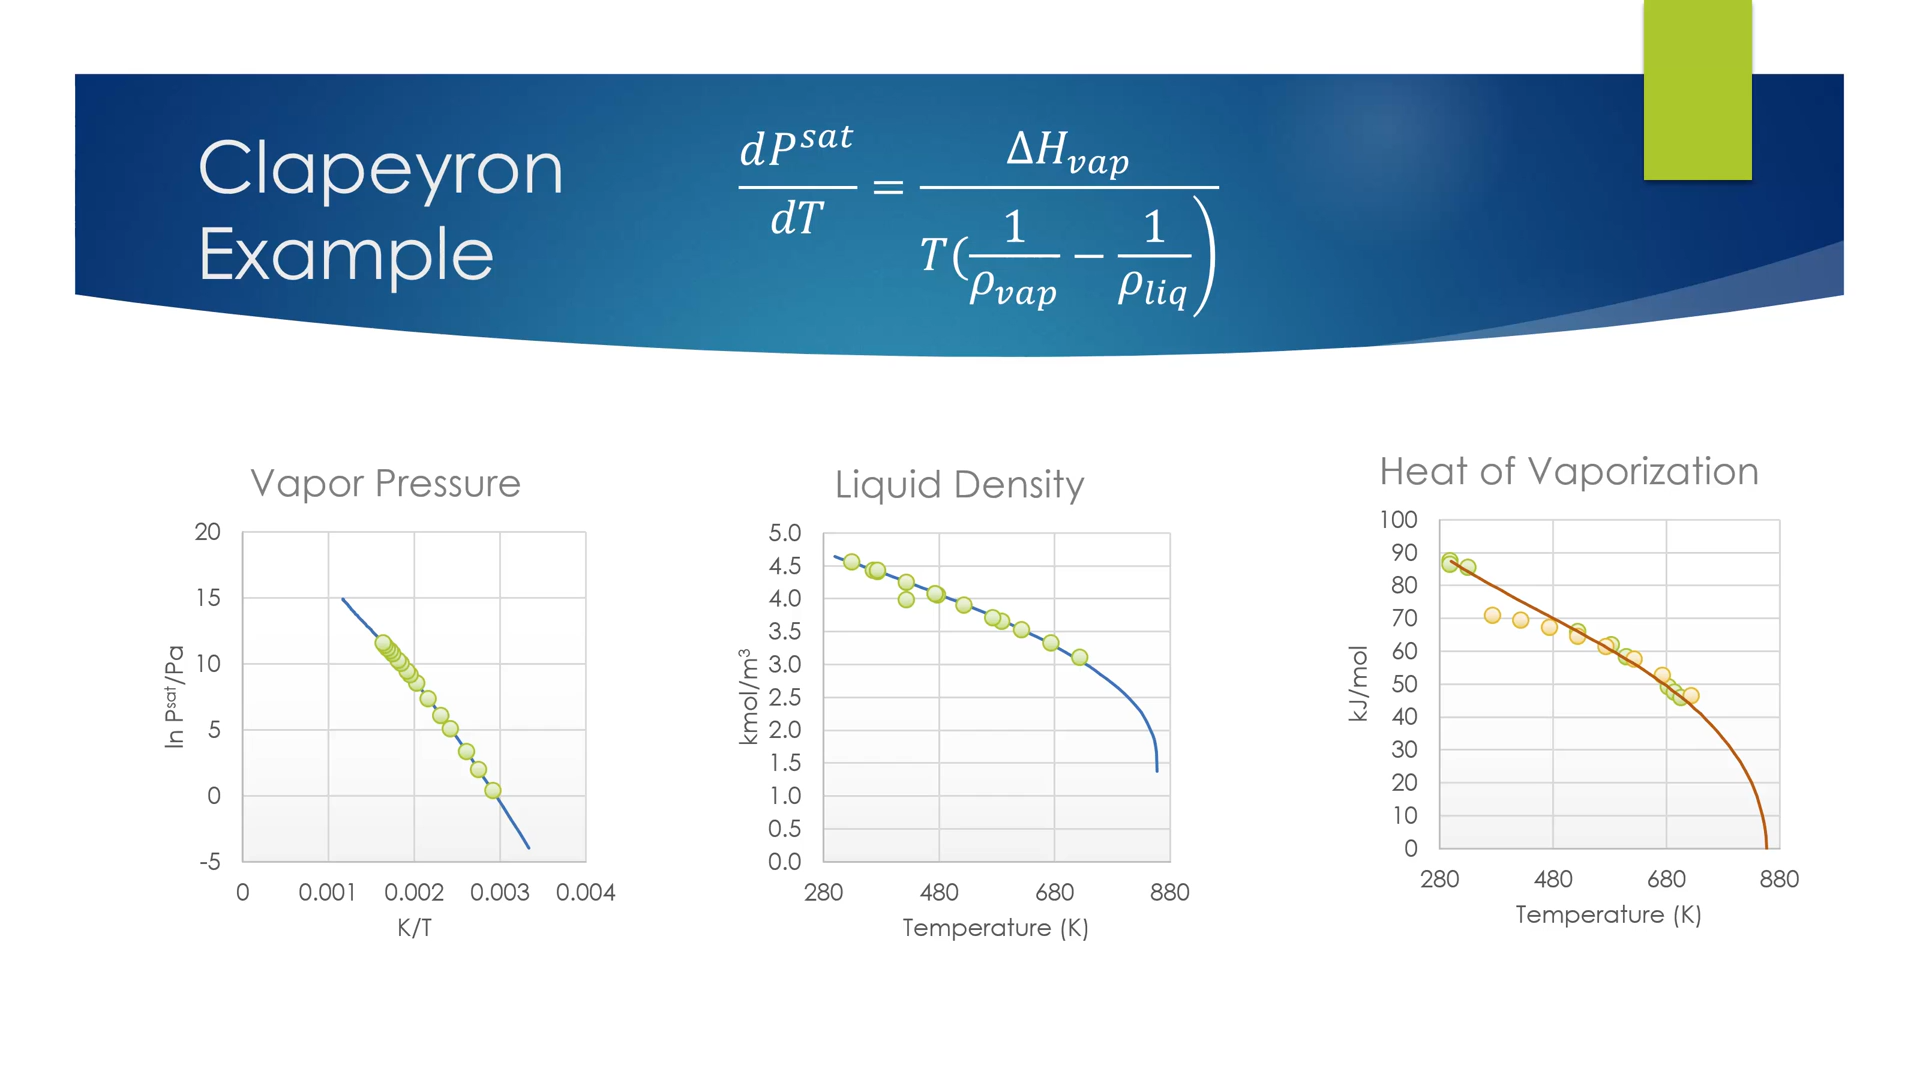 Clapeyron
Example
dP^sat/dT = ΔH_vap / T(1/ρ_vap − 1/ρ_liq)
Vapor Pressure
20
15
10
5
0
-5
ln Psat/Pa
0 0.001 0.002 0.003 0.004
K/T
Liquid Density
5.0
4.5
4.0
3.5
3.0
2.5
2.0
1.5
1.0
0.5
0.0
kmol/m³
280 480 680 880
Temperature (K)
Heat of Vaporization
100
90
80
70
60
50
40
30
20
10
0
kJ/mol
280 480 680 880
Temperature (K)